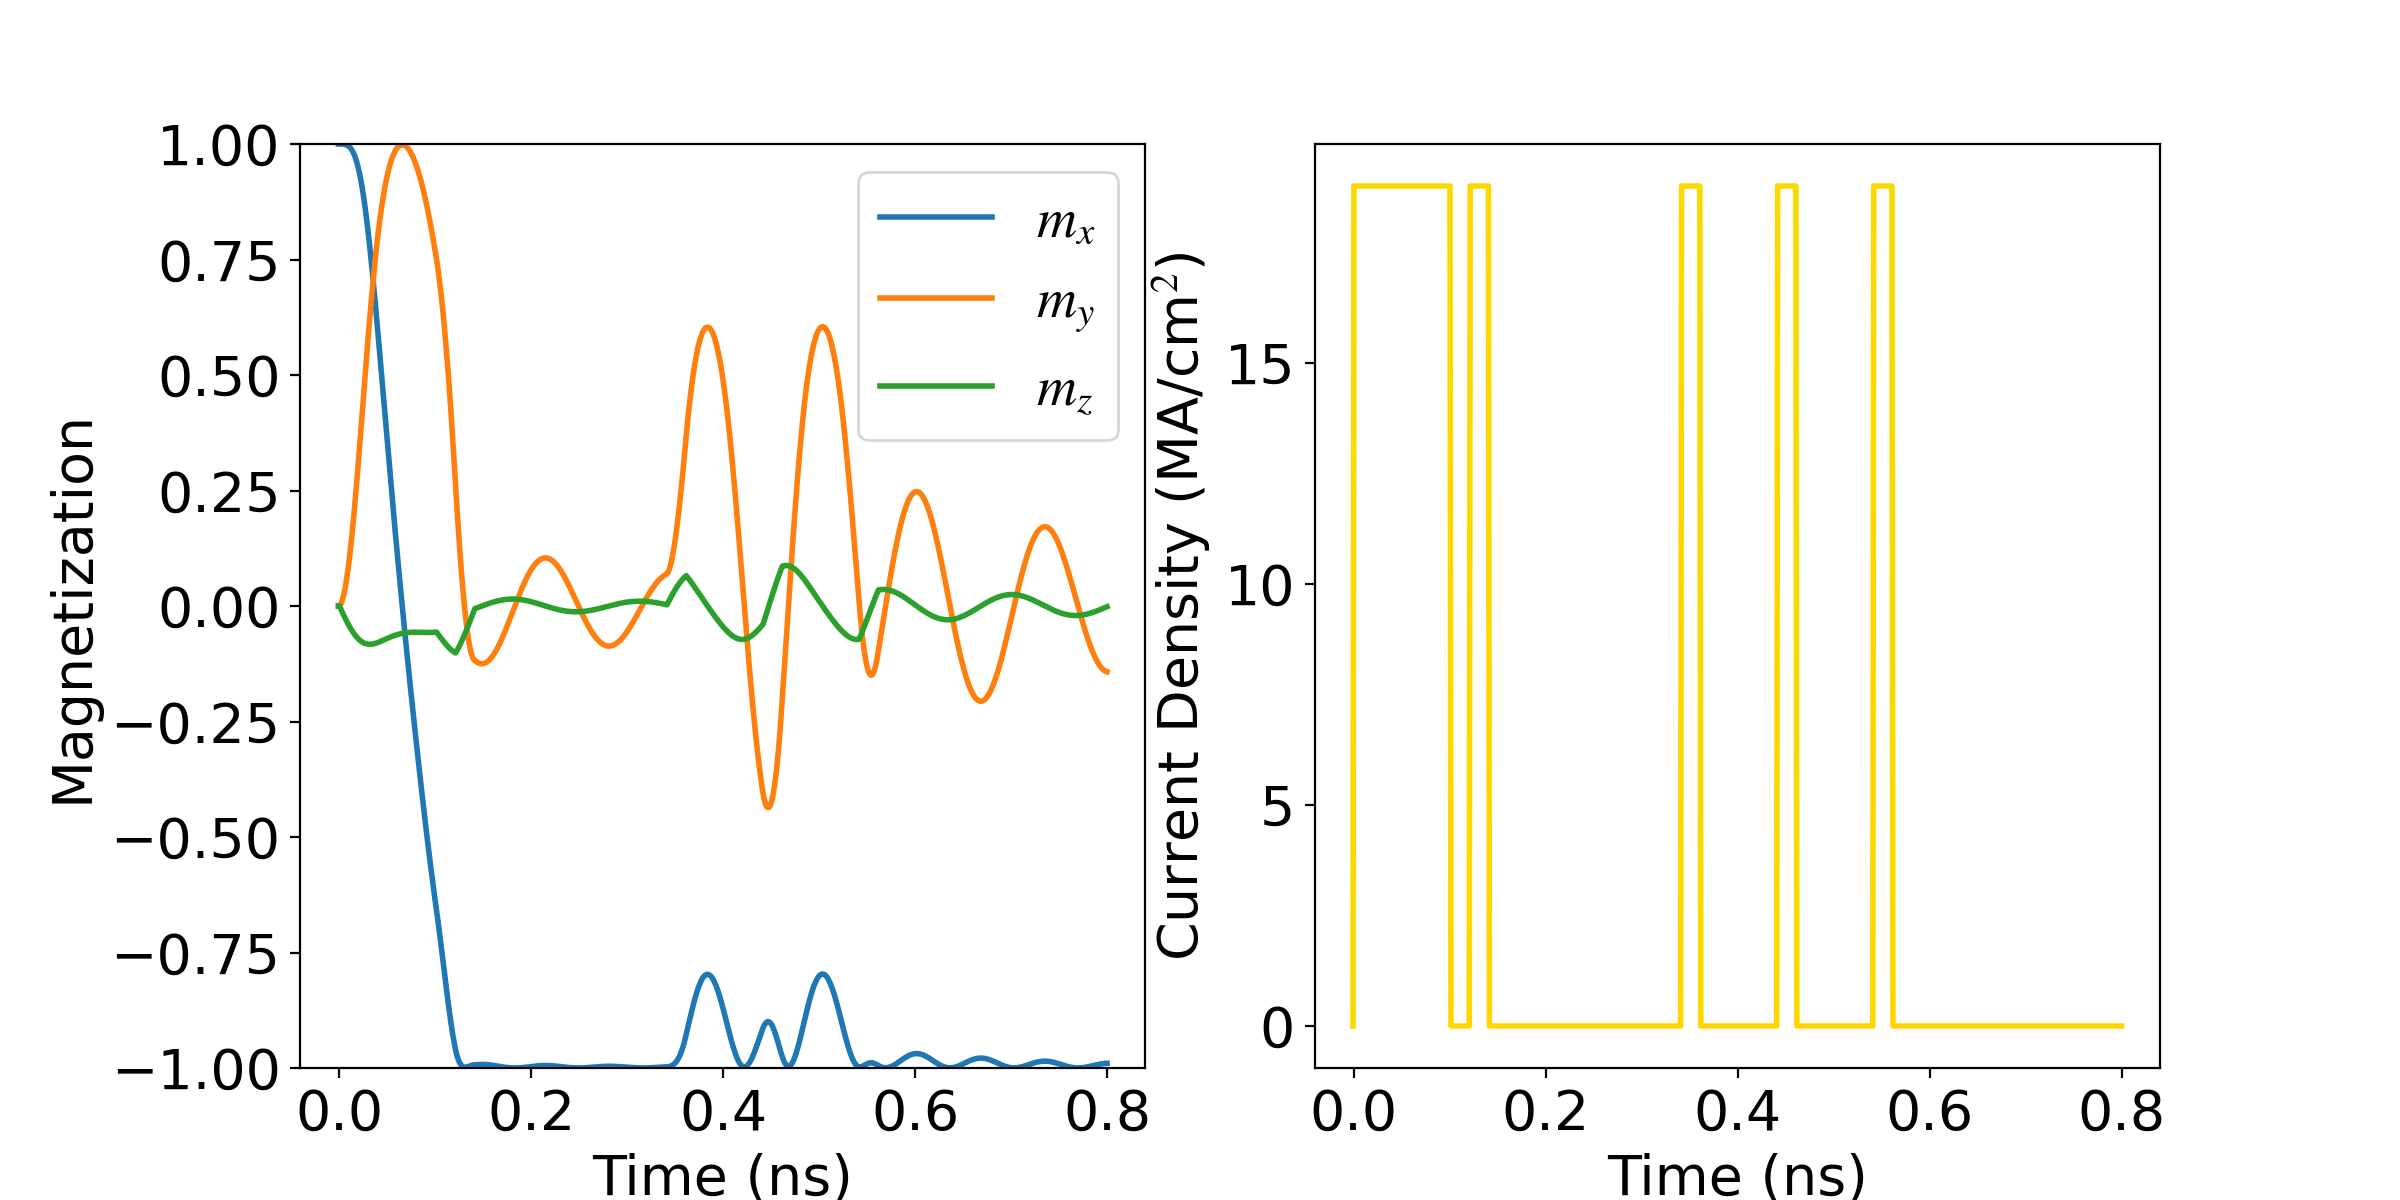 Magnetization
1.00
0.75
0.50
0.25
0.00
−0.25
−0.50
−0.75
−1.00
0.0 0.2 0.4 0.6 0.8
Time (ns)
m_x
m_y
m_z
Current Density (MA/cm²)
15
10
5
0
0.0 0.2 0.4 0.6 0.8
Time (ns)